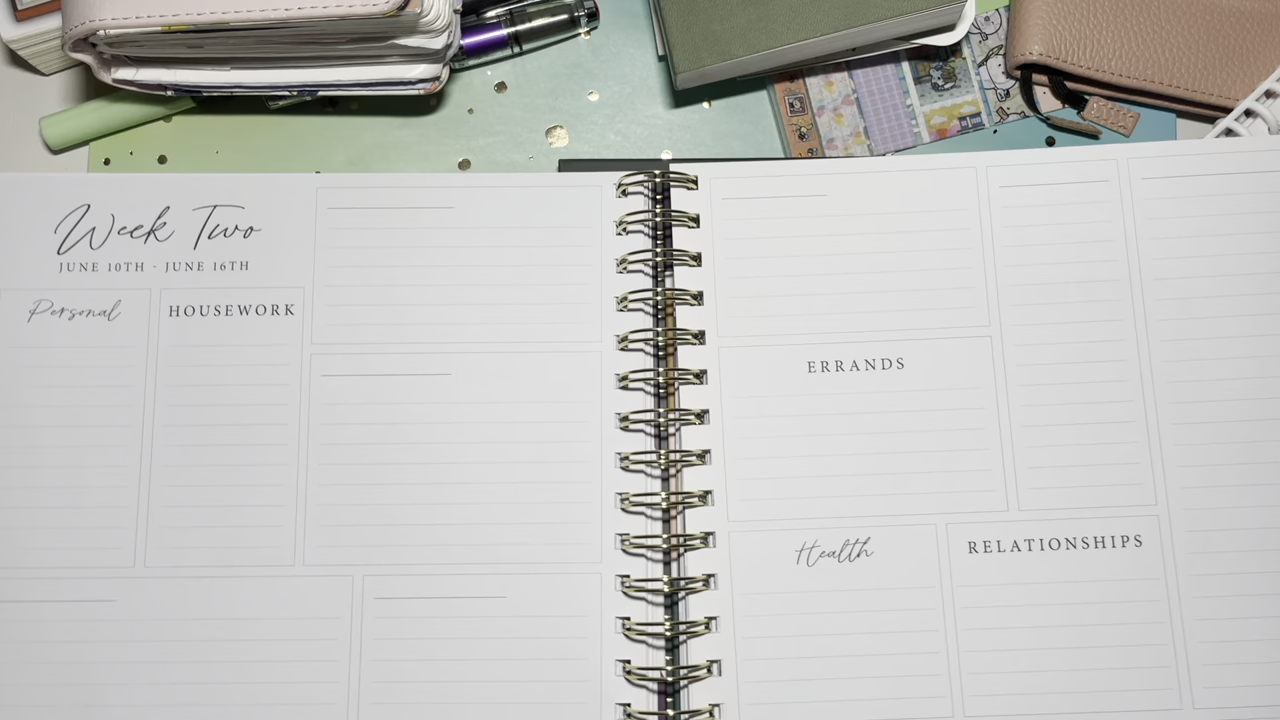 Week Two
JUNE 10TH - JUNE 16TH
Personal
HOUSEWORK
ERRANDS
Health
RELATIONSHIPS